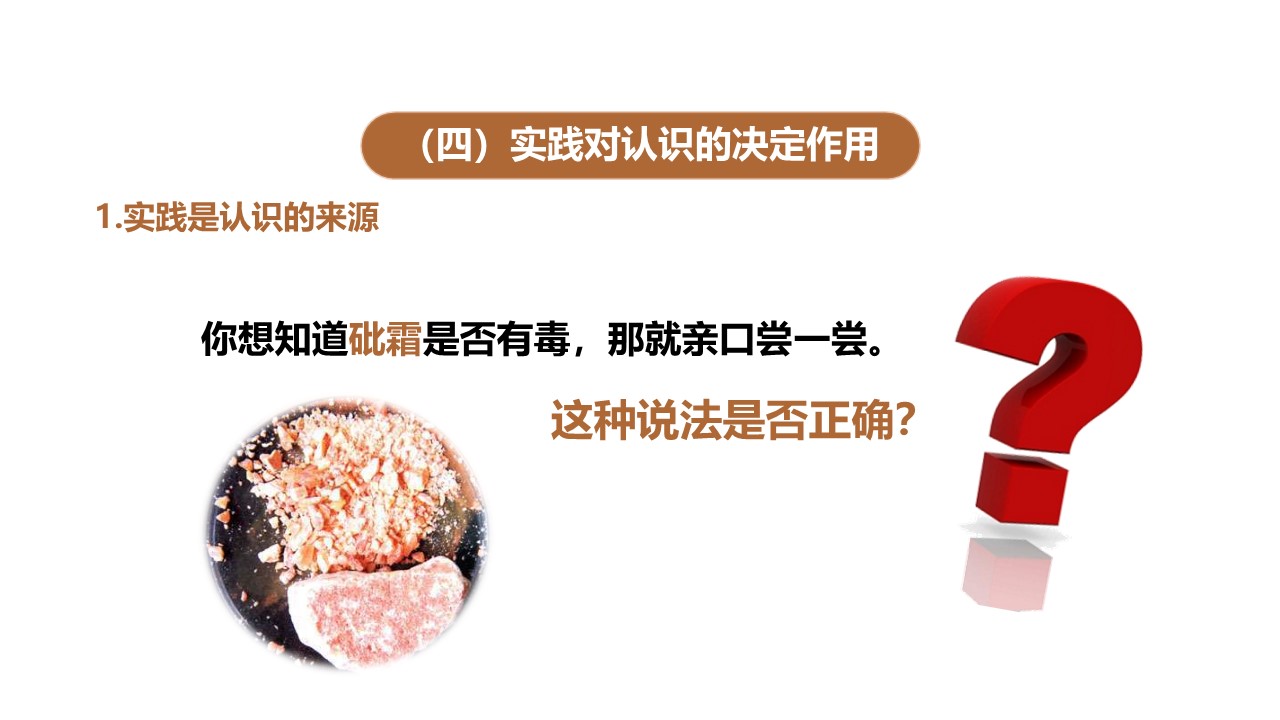 （四）实践对认识的决定作用
1.实践是认识的来源
你想知道砒霜是否有毒，那就亲口尝一尝。
这种说法是否正确？